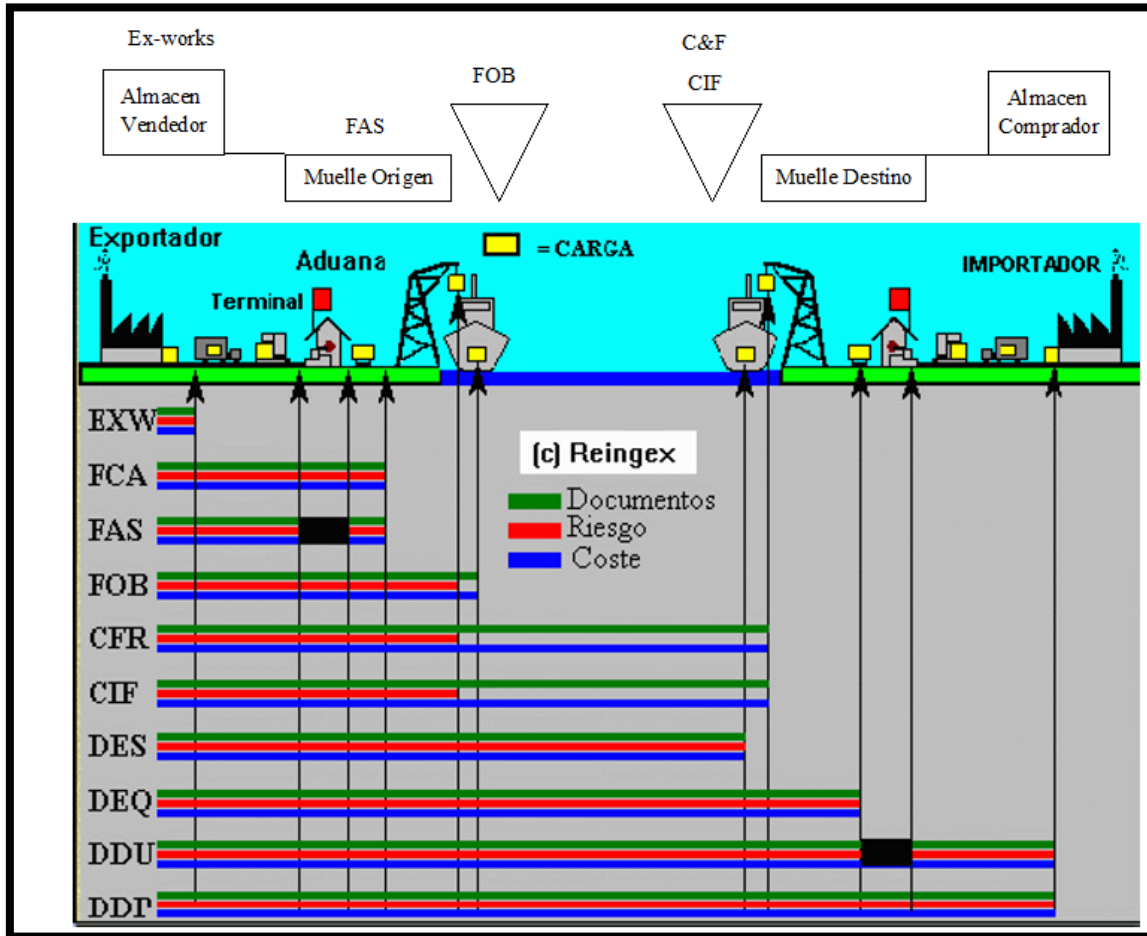 Ex-works
C&F
FOB
CIF
Almacen
Vendedor
Almacen
Comprador
FAS
Muelle Origen
Muelle Destino
Exportador
= CARGA
Aduana
IMPORTADOR
Terminal
EXW
(c) Reingex
FCA
Documentos
FAS
Riesgo
Coste
FOB
CFR
CIF
DES
DEQ
DDU
DDP